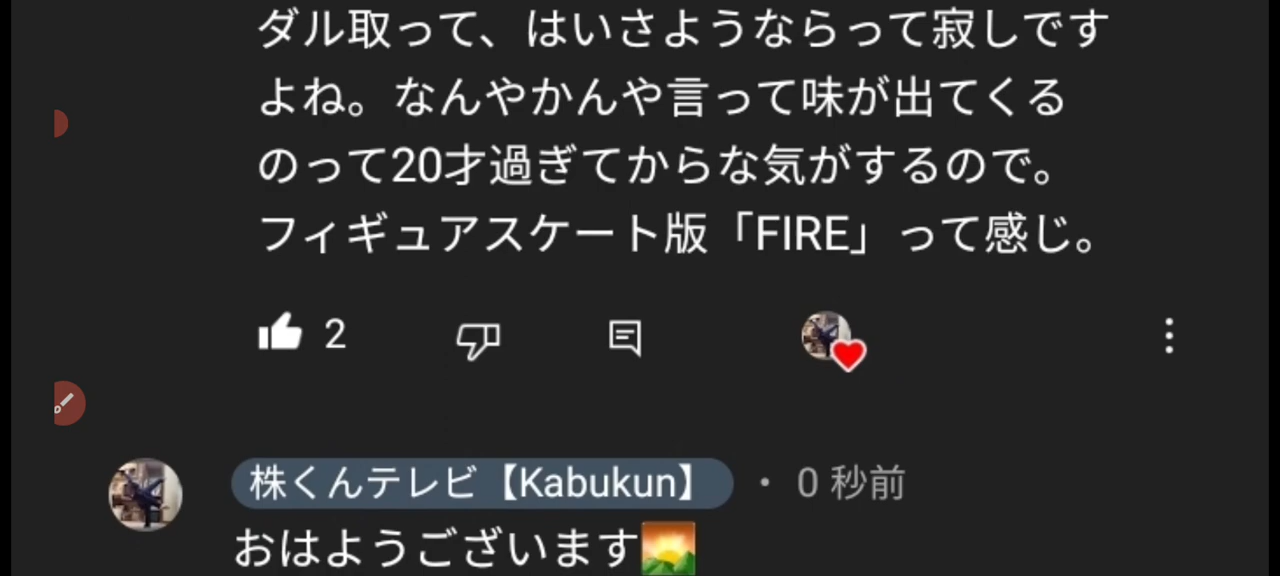 ダル取って、はいさようならって寂しです
よね。なんやかんや言って味が出てくる
のって20才過ぎてからな気がするので。
フィギュアスケート版「FIRE」って感じ。
2
株くんテレビ【Kabukun】 ・ 0 秒前
おはようございます🌄